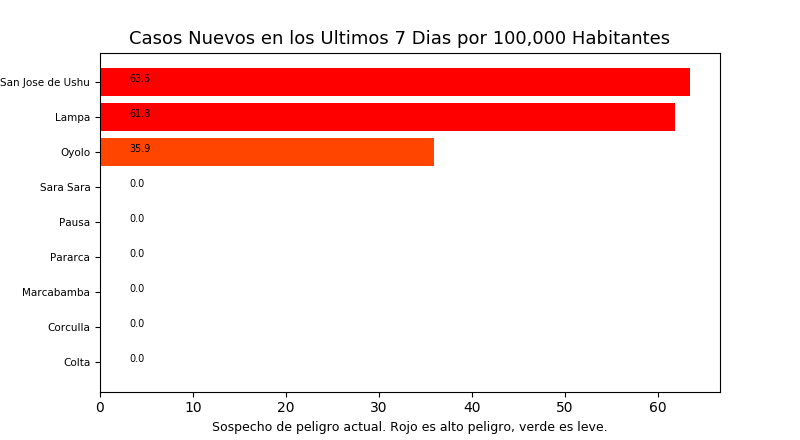 Casos Nuevos en los Ultimos 7 Dias por 100,000 Habitantes
San Jose de Ushu 63.5
Lampa 61.8
Oyolo 35.9
Sara Sara 0.0
Pausa 0.0
Pararca 0.0
Marcabamba 0.0
Corculla 0.0
Colta 0.0
0 10 20 30 40 50 60
Sospecho de peligro actual. Rojo es alto peligro, verde es leve.